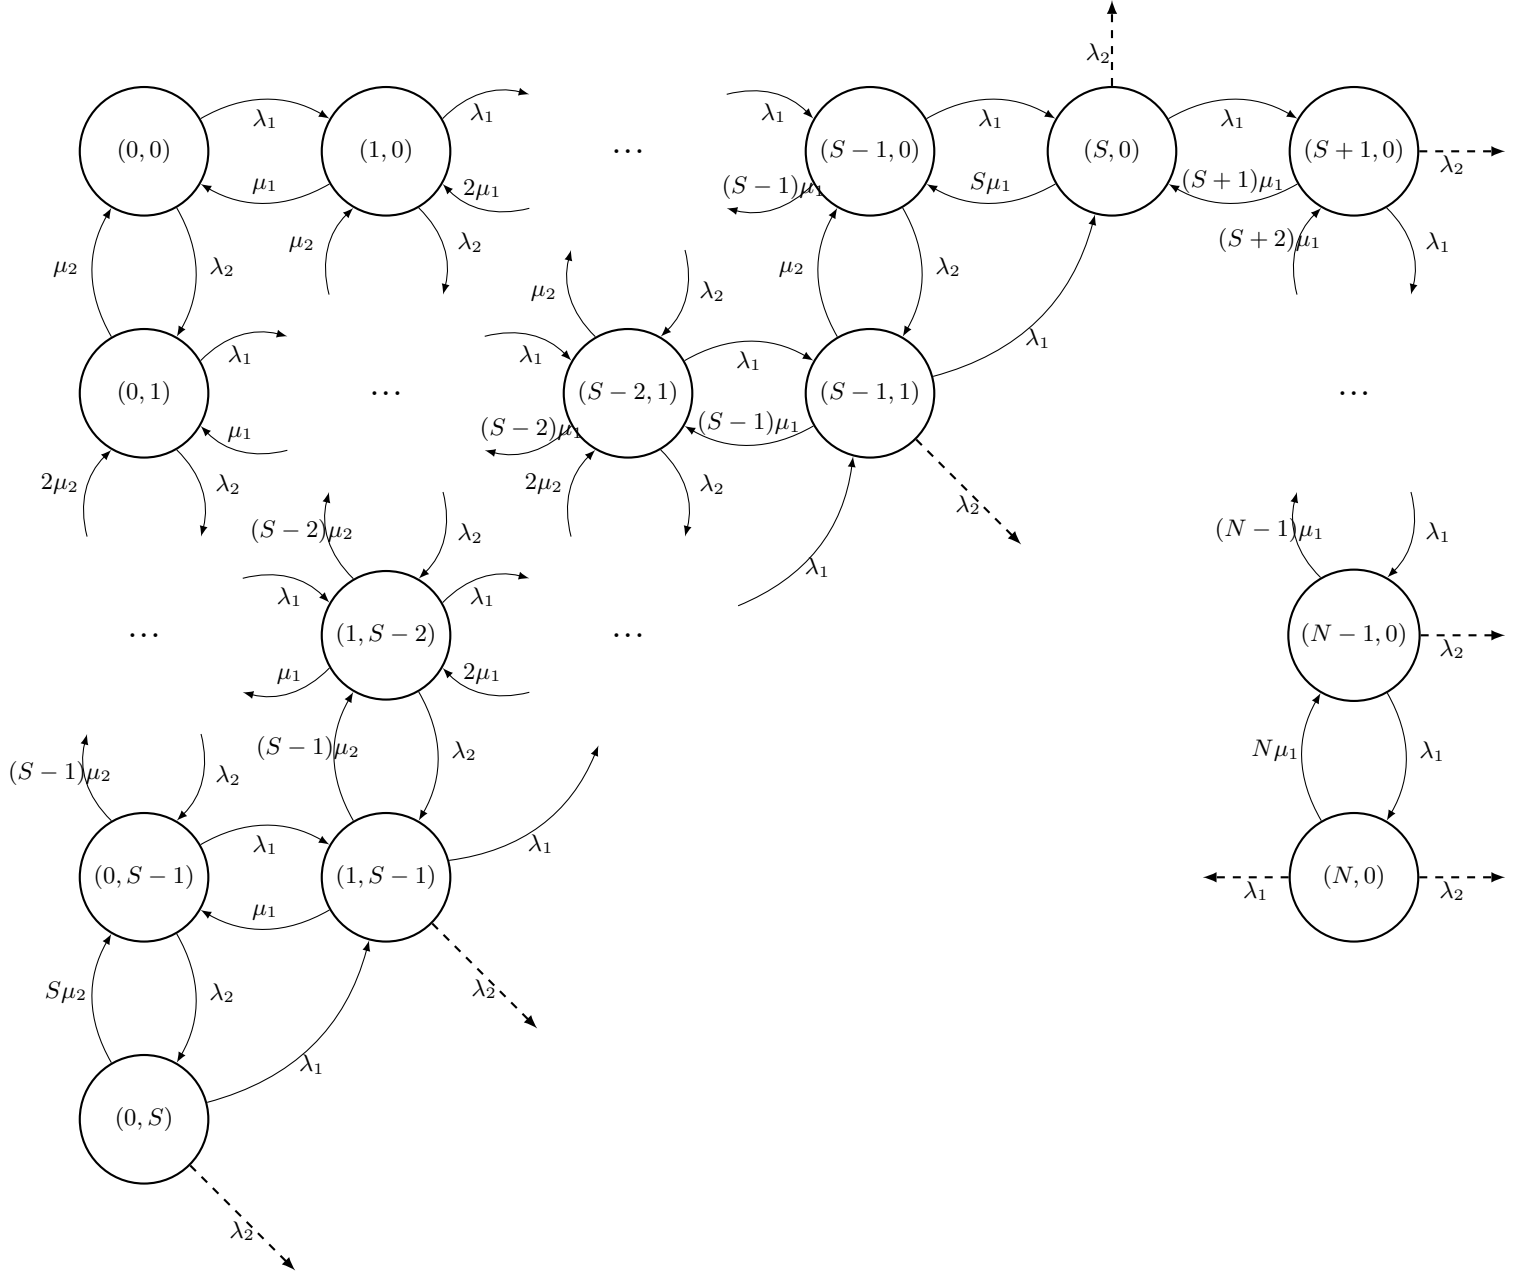 λ₂
(0, 0) λ₁ (1, 0) λ₁ ... λ₁ (S − 1, 0) λ₁ (S, 0) λ₁ (S + 1, 0) λ₂
μ₁ 2μ₁ (S − 1)μ₁ Sμ₁ (S + 1)μ₁
μ₂ λ₂ μ₂ λ₂ μ₂ λ₂ (S + 2)μ₁ λ₁
μ₂ λ₂
(0, 1) λ₁ ... λ₁ (S − 2, 1) λ₁ (S − 1, 1) λ₁ ...
μ₁ (S − 2)μ₁ (S − 1)μ₁
2μ₂ λ₂ 2μ₂ λ₂ λ₂
(S − 2)μ₂ λ₂ λ₁ (N − 1)μ₁ λ₁
... λ₁ (1, S − 2) λ₁ ... (N − 1, 0) λ₂
μ₁ 2μ₁
(S − 1)μ₂ λ₂ (S − 1)μ₂ λ₂ Nμ₁ λ₁
(0, S − 1) λ₁ (1, S − 1) λ₁ λ₁ (N, 0) λ₂
μ₁
Sμ₂ λ₂ λ₂
λ₁
(0, S)
λ₂